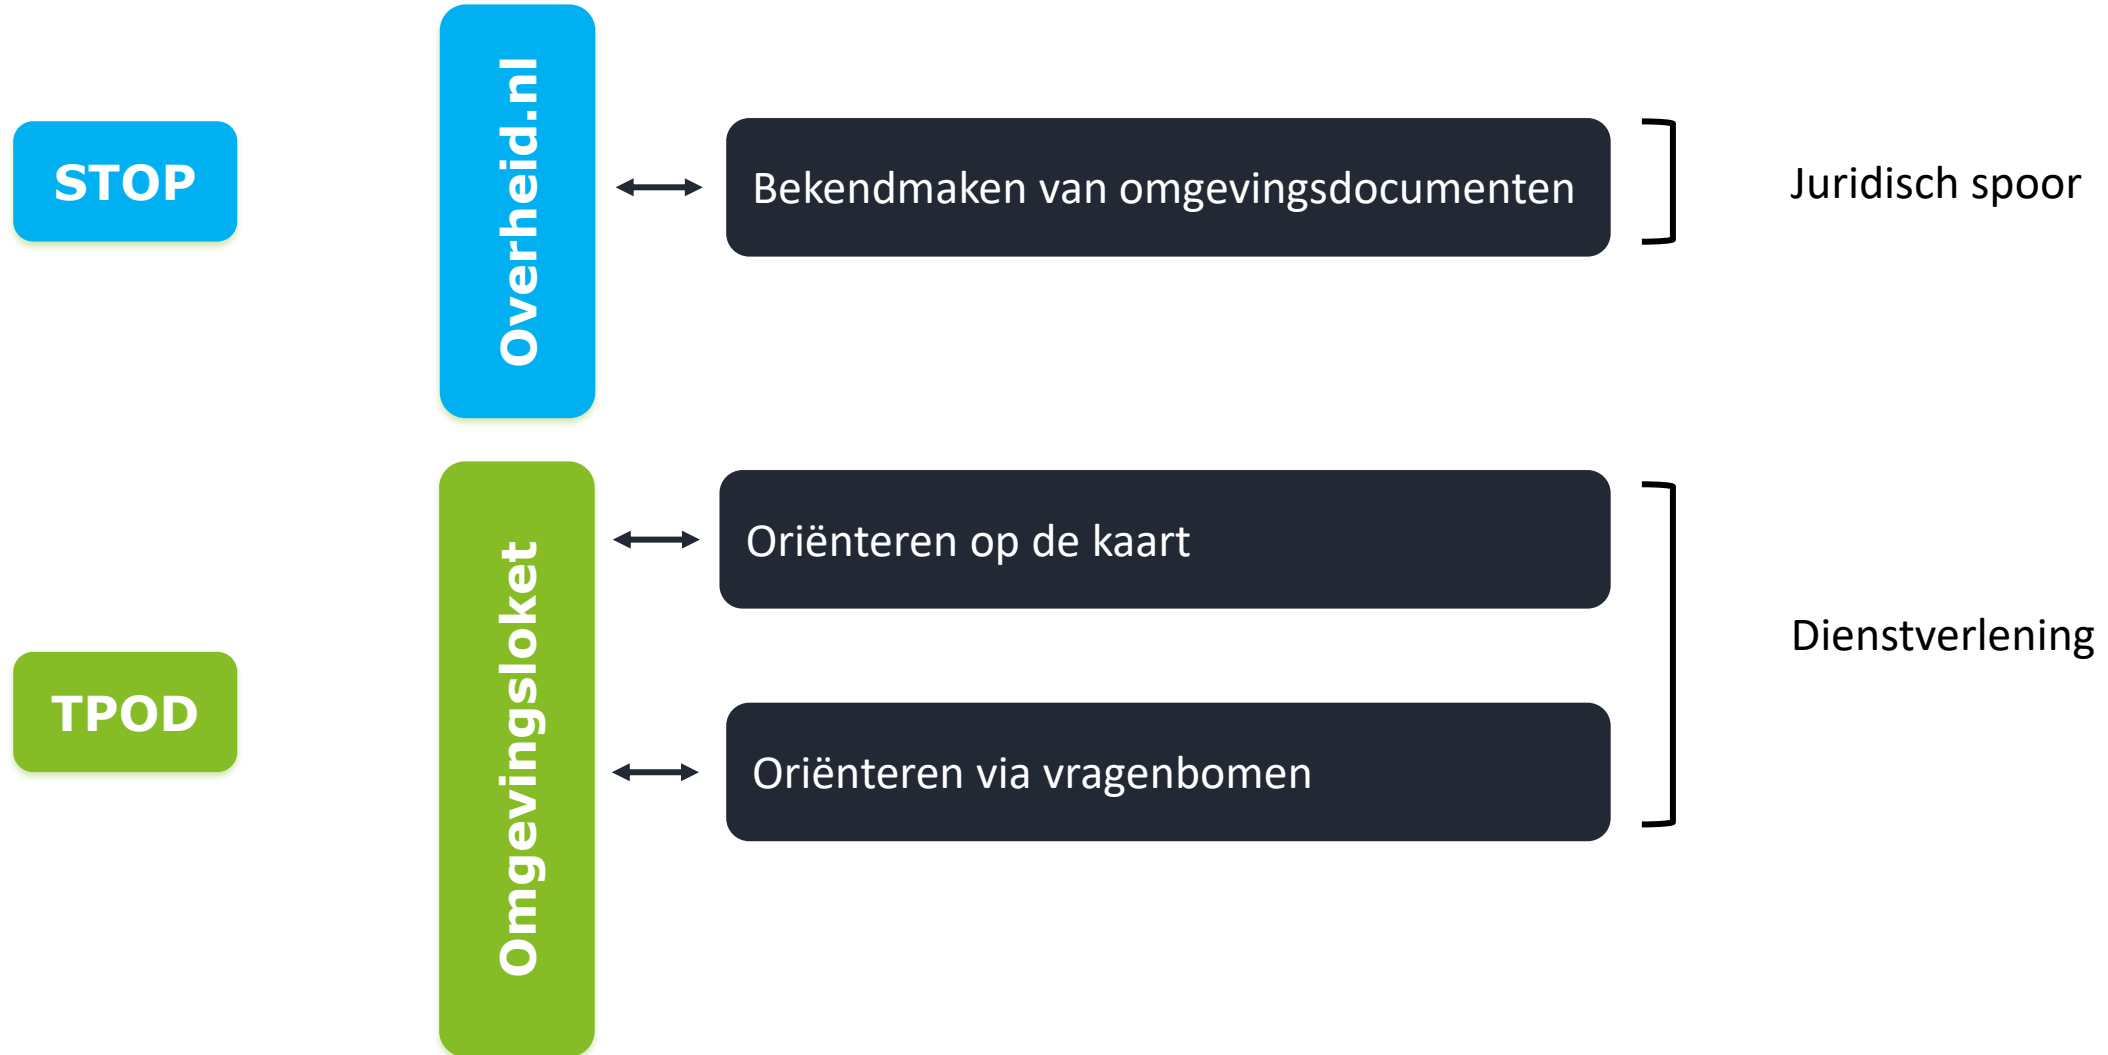 STOP
Overheid.nl
Bekendmaken van omgevingsdocumenten
Juridisch spoor
TPOD
Omgevingsloket
Oriënteren op de kaart
Oriënteren via vragenbomen
Dienstverlening